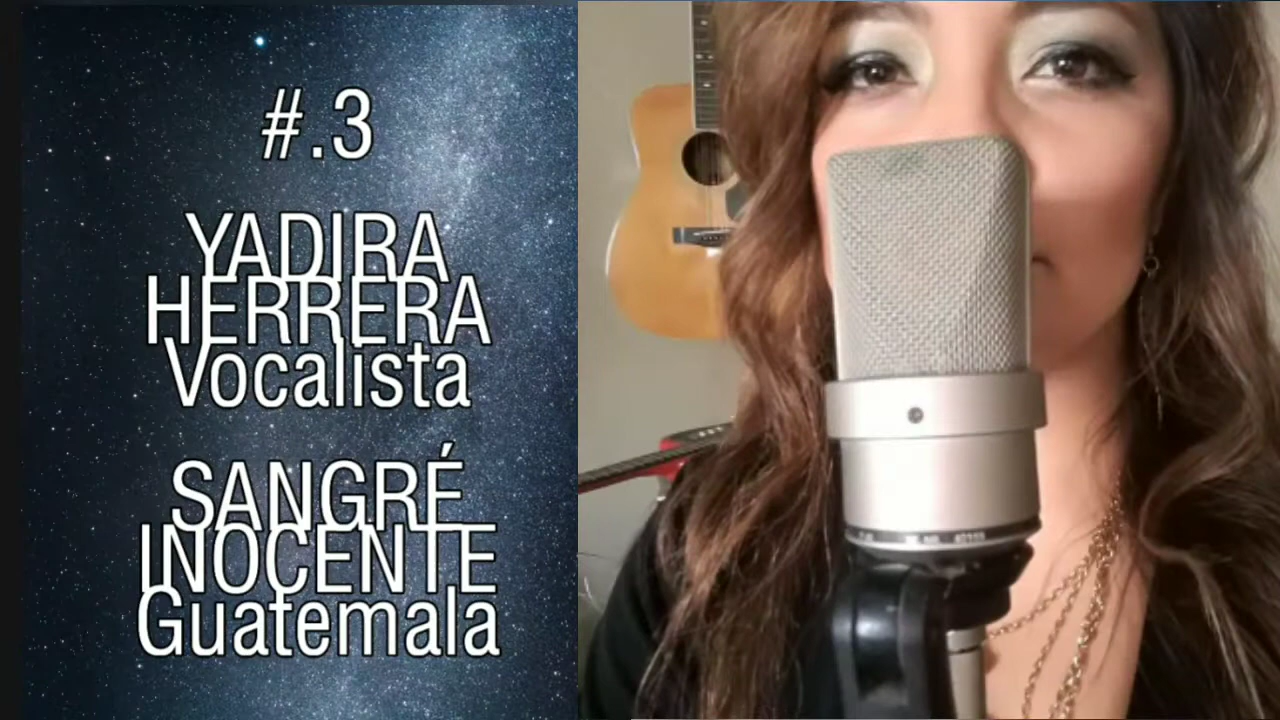 #.3
YADIRA
HERRERA
Vocalista
SANGRÉ
INOCENTE
Guatemala